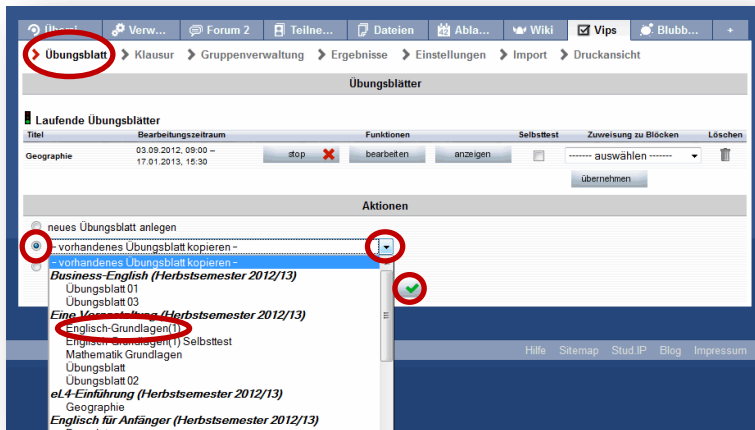 Übersi... Verw... Forum 2 Teilne... Dateien Abla... Wiki Vips Blubb... +
Übungsblatt Klausur Gruppenverwaltung Ergebnisse Einstellungen Import Druckansicht
Übungsblätter
Laufende Übungsblätter
Titel Bearbeitungszeitraum Funktionen Selbsttest Zuweisung zu Blöcken Löschen
Geographie 03.09.2012, 09:00 – 17.01.2013, 15:30 stop bearbeiten anzeigen ------- auswählen -------
übernehmen
Aktionen
neues Übungsblatt anlegen
- vorhandenes Übungsblatt kopieren -
- vorhandenes Übungsblatt kopieren -
Business-English (Herbstsemester 2012/13)
Übungsblatt 01
Übungsblatt 03
Eine Veranstaltung (Herbstsemester 2012/13)
Englisch-Grundlagen(1)
Englisch-Grundlagen(1) Selbsttest
Mathematik Grundlagen
Übungsblatt
Übungsblatt 02
eL4-Einführung (Herbstsemester 2012/13)
Geographie
Englisch für Anfänger (Herbstsemester 2012/13)
Hilfe Sitemap Stud.IP Blog Impressum